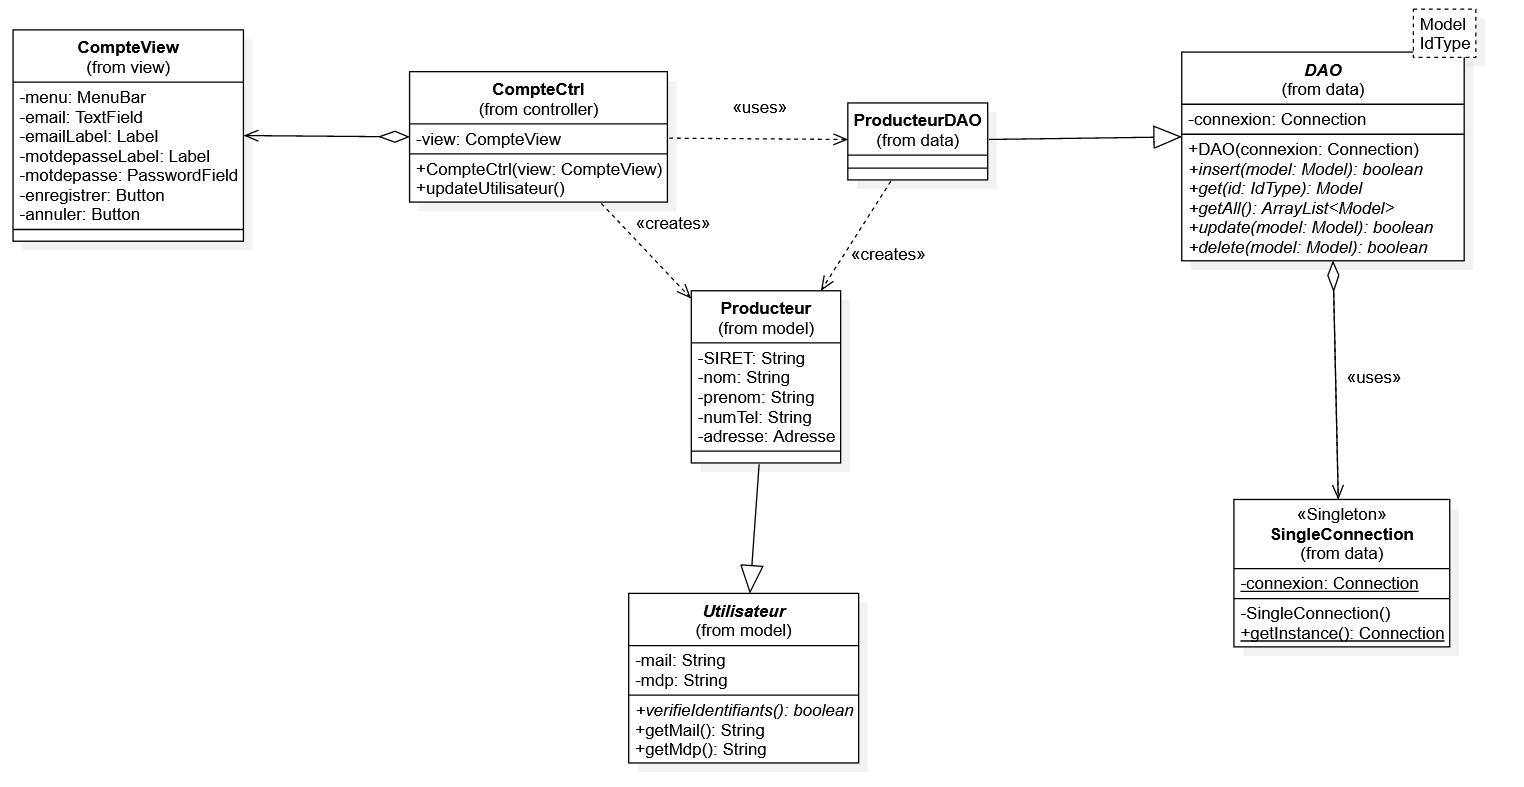 CompteView
(from view)
-menu: MenuBar
-email: TextField
-emailLabel: Label
-motdepasseLabel: Label
-motdepasse: PasswordField
-enregistrer: Button
-annuler: Button
CompteCtrl
(from controller)
-view: CompteView
+CompteCtrl(view: CompteView)
+updateUtilisateur()
«uses»
ProducteurDAO
(from data)
Model
IdType
DAO
(from data)
-connexion: Connection
+DAO(connexion: Connection)
+insert(model: Model): boolean
+get(id: IdType): Model
+getAll(): ArrayList<Model>
+update(model: Model): boolean
+delete(model: Model): boolean
«creates»
«creates»
Producteur
(from model)
-SIRET: String
-nom: String
-prenom: String
-numTel: String
-adresse: Adresse
«uses»
«Singleton»
SingleConnection
(from data)
-connexion: Connection
-SingleConnection()
+getInstance(): Connection
Utilisateur
(from model)
-mail: String
-mdp: String
+verifieIdentifiants(): boolean
+getMail(): String
+getMdp(): String